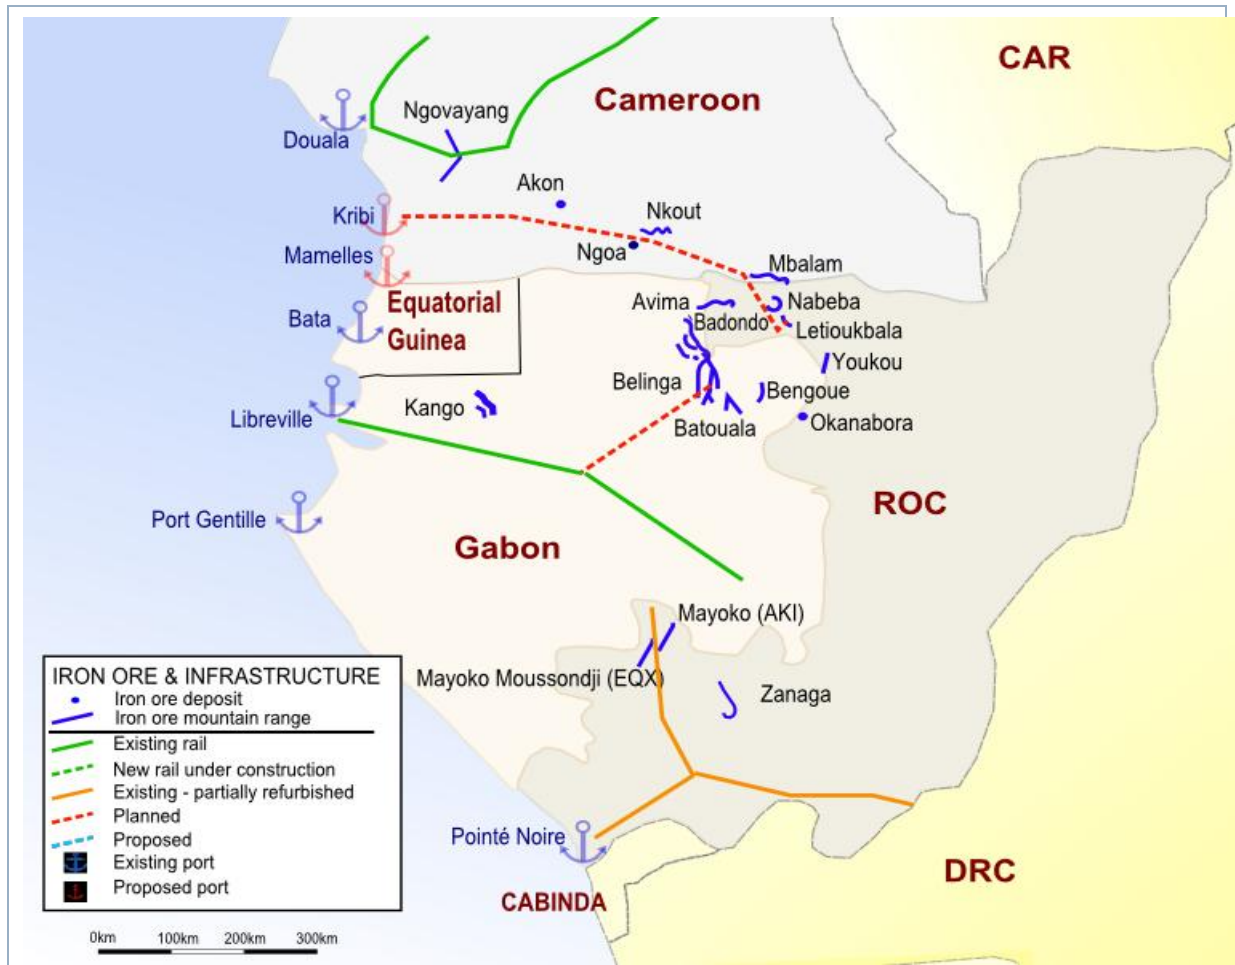 CAR
Cameroon
Ngovayang
Douala
Akon
Nkout
Kribi
Ngoa
Mamelles
Mbalam
Equatorial
Guinea
Avima
Nabeba
Bata
Badondo
Letioukbala
Youkou
Belinga
Bengoue
Kango
Batouala
Okanabora
Libreville
ROC
Port Gentille
Gabon
Mayoko (AKI)
Mayoko Moussondji (EQX)
Zanaga
IRON ORE & INFRASTRUCTURE
Iron ore deposit
Iron ore mountain range
Existing rail
New rail under construction
Existing - partially refurbished
Planned
Proposed
Existing port
Proposed port
Pointé Noire
DRC
CABINDA
0km 100km 200km 300km